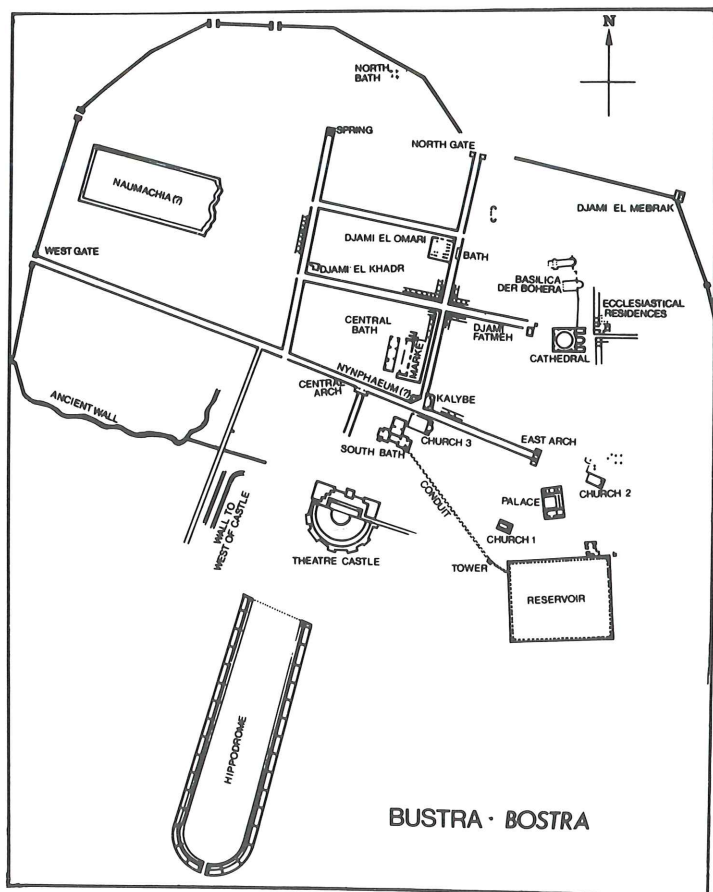 N
NORTH
BATH
SPRING
NORTH GATE
NAUMACHIA (?)
DJAMI EL MEBRAK
DJAMI EL OMARI
BATH
WEST GATE
DJAMI EL KHADR
BASILICA
DER BOHERA
ECCLESIASTICAL
RESIDENCES
CENTRAL
BATH
MARKET
DJAMI
FATMEH
CATHEDRAL
NYNPHAEUM (?)
CENTRAL
ARCH
KALYBE
ANCIENT WALL
CHURCH 3
EAST ARCH
SOUTH BATH
CONDUIT
PALACE
CHURCH 2
WALL TO
WEST OF CASTLE
CHURCH 1
THEATRE CASTLE
TOWER
RESERVOIR
HIPPODROME
BUSTRA · BOSTRA